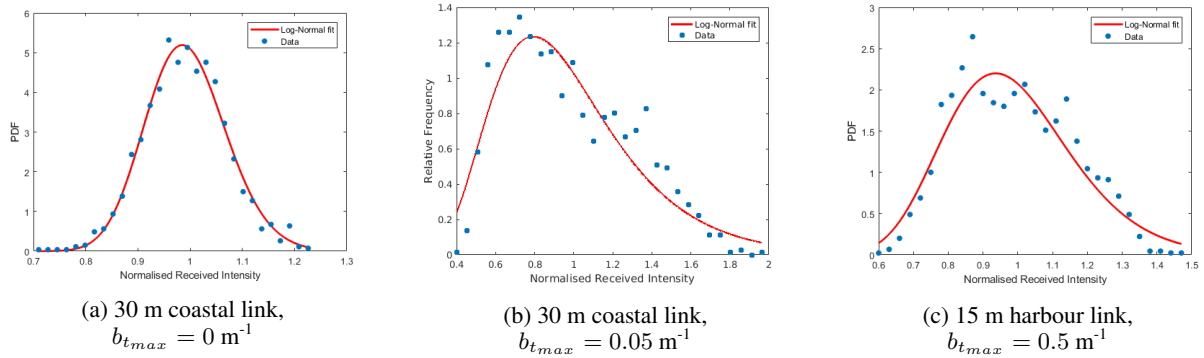 6
5
4
3
2
1
0
0.7 0.8 0.9 1 1.1 1.2 1.3
PDF
Normalised Received Intensity
Log-Normal fit
Data
(a) 30 m coastal link,
b_{t_{max}} = 0 m^{-1}
1.4
1.2
1
0.8
0.6
0.4
0.2
0
0.4 0.6 0.8 1 1.2 1.4 1.6 1.8 2
Relative Frequency
Normalised Received Intensity
Log-Normal fit
Data
(b) 30 m coastal link,
b_{t_{max}} = 0.05 m^{-1}
3
2.5
2
1.5
1
0.5
0
0.6 0.7 0.8 0.9 1 1.1 1.2 1.3 1.4 1.5
PDF
Normalised Received Intensity
Log-Normal fit
Data
(c) 15 m harbour link,
b_{t_{max}} = 0.5 m^{-1}